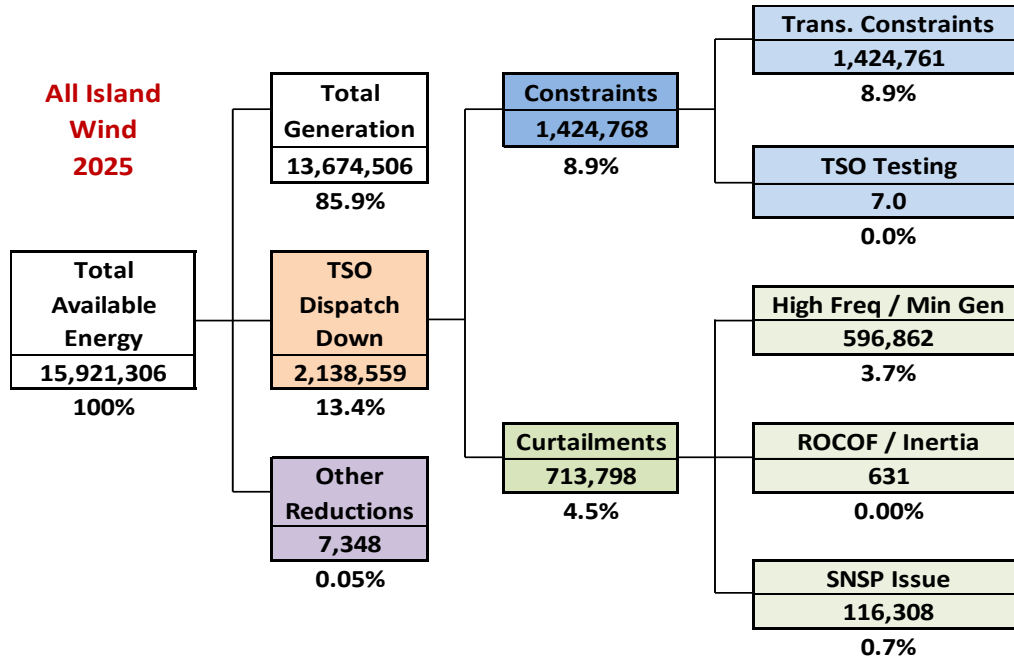 All Island
Wind
2025
Total
Available
Energy
15,921,306
100%
Total
Generation
13,674,506
85.9%
TSO
Dispatch
Down
2,138,559
13.4%
Other
Reductions
7,348
0.05%
Constraints
1,424,768
8.9%
Curtailments
713,798
4.5%
Trans. Constraints
1,424,761
8.9%
TSO Testing
7.0
0.0%
High Freq / Min Gen
596,862
3.7%
ROCOF / Inertia
631
0.00%
SNSP Issue
116,308
0.7%